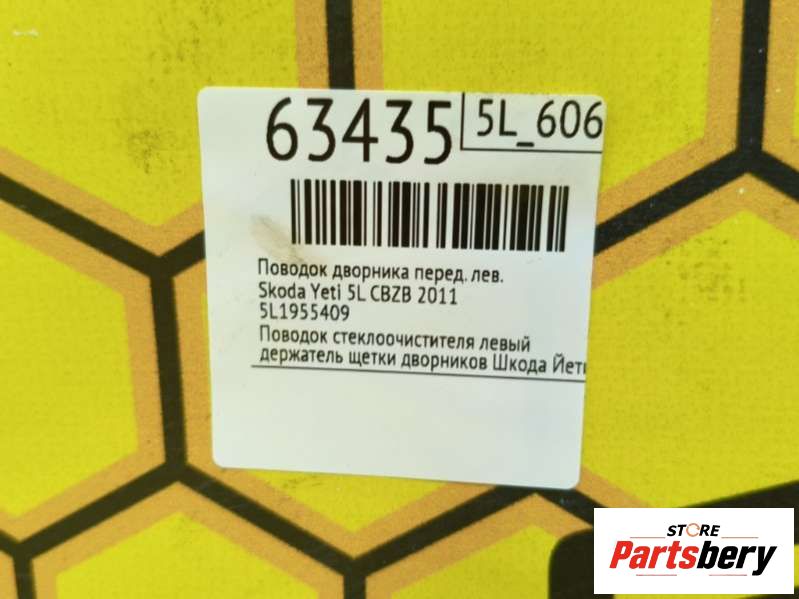 63435
5L_606
Поводок дворника перед. лев.
Skoda Yeti 5L CBZB 2011
5L1955409
Поводок стеклоочистителя левый
держатель щетки дворников Шкода Йети
STORE
Partsbery